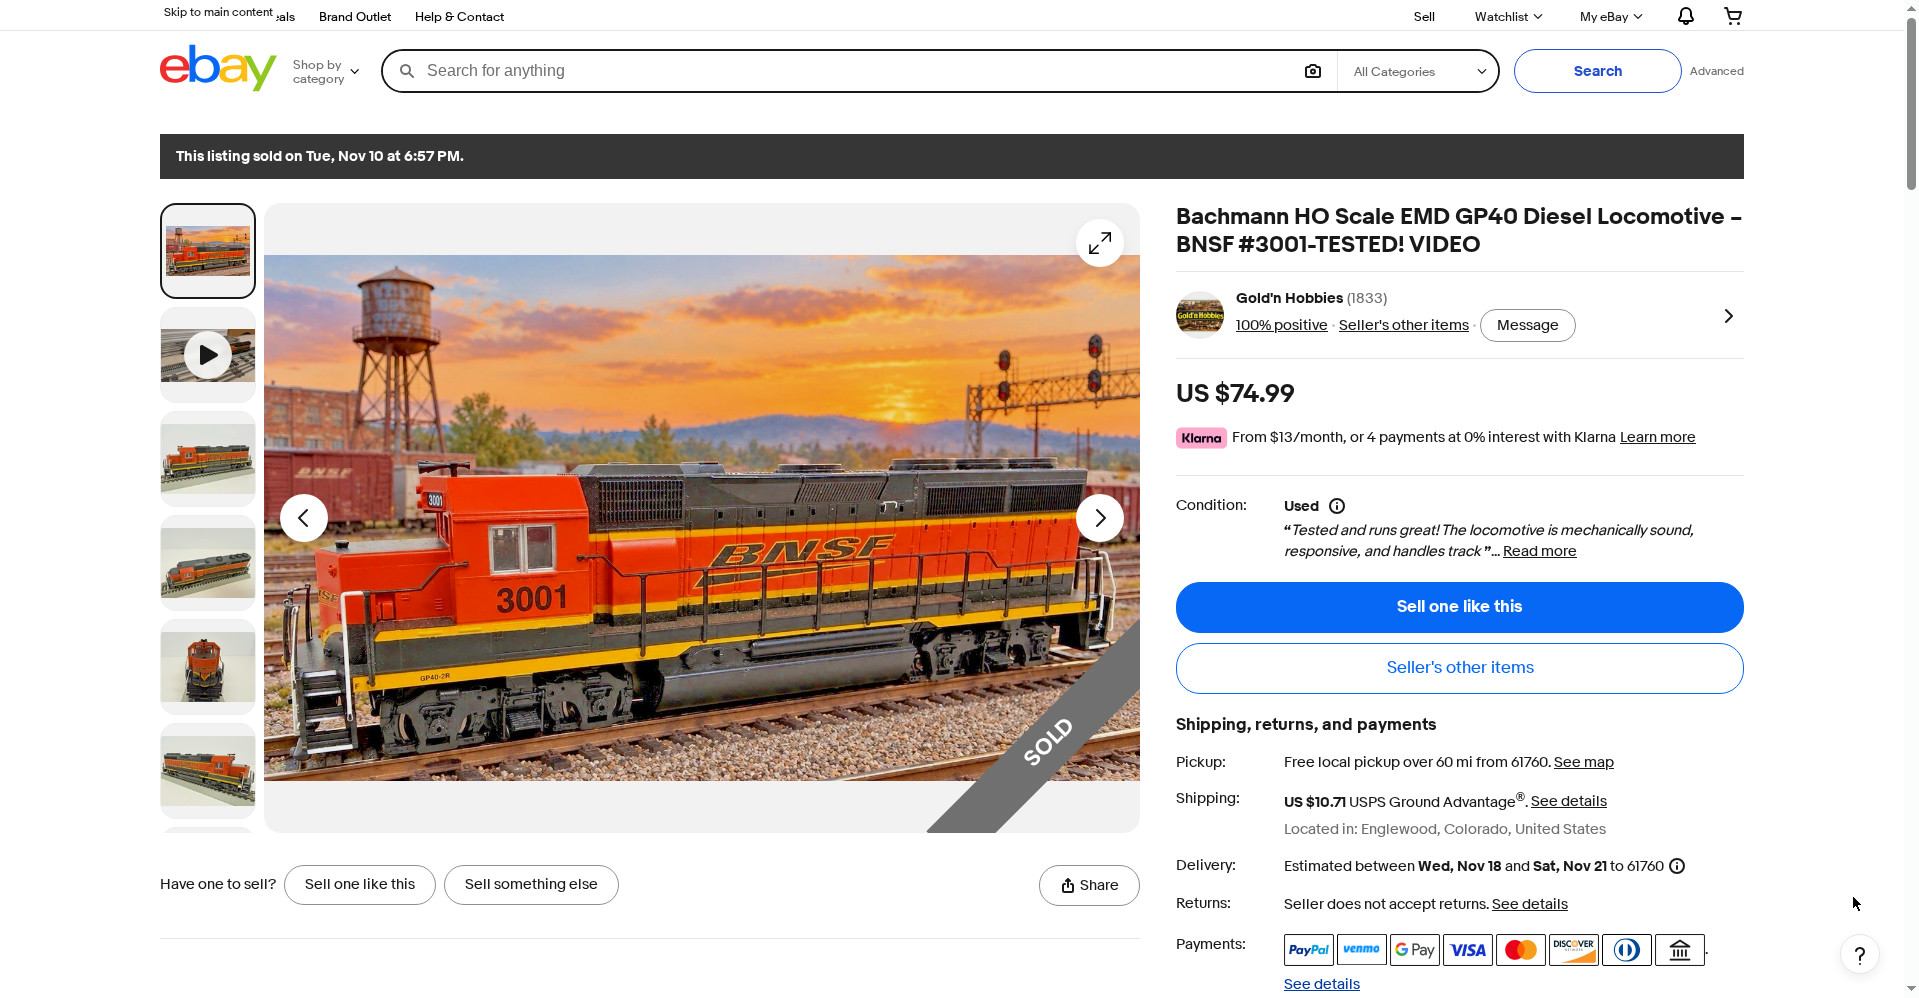 Skip to main content
eals
Brand Outlet
Help & Contact
Sell
Watchlist
My eBay
ebay
Shop by category
Search for anything
All Categories
Search
Advanced
This listing sold on Tue, Nov 10 at 6:57 PM.
BNSF
3001
BNSF
3001
GP40-2R
SOLD
Have one to sell?
Sell one like this
Sell something else
Share
Bachmann HO Scale EMD GP40 Diesel Locomotive –
BNSF #3001-TESTED! VIDEO
Gold'n Hobbies
Gold'n Hobbies (1833)
100% positive · Seller's other items · Message
US $74.99
Klarna From $13/month, or 4 payments at 0% interest with Klarna Learn more
Condition:
Used
“Tested and runs great! The locomotive is mechanically sound,
responsive, and handles track ”... Read more
Sell one like this
Seller's other items
Shipping, returns, and payments
Pickup:
Free local pickup over 60 mi from 61760. See map
Shipping:
US $10.71 USPS Ground Advantage®. See details
Located in: Englewood, Colorado, United States
Delivery:
Estimated between Wed, Nov 18 and Sat, Nov 21 to 61760
Returns:
Seller does not accept returns. See details
Payments:
PayPal venmo G Pay VISA DISCOVER .
See details
?